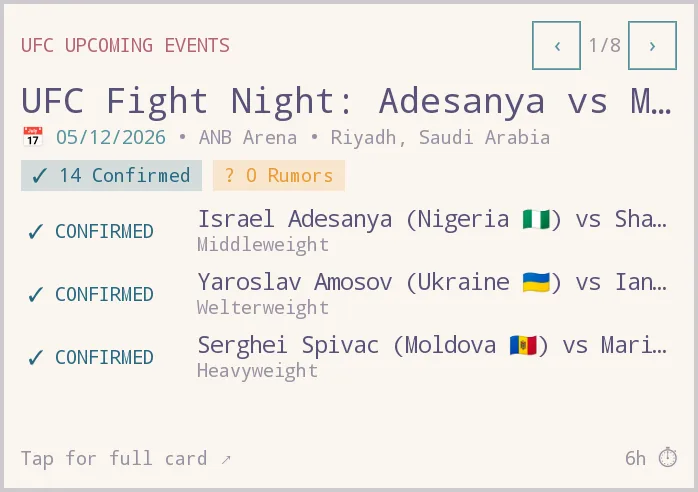 UFC UPCOMING EVENTS
‹ 1/8 ›
UFC Fight Night: Adesanya vs M…
📅 05/12/2026 • ANB Arena • Riyadh, Saudi Arabia
✓ 14 Confirmed ? 0 Rumors
✓ CONFIRMED Israel Adesanya (Nigeria 🇳🇬) vs Sha…
Middleweight
✓ CONFIRMED Yaroslav Amosov (Ukraine 🇺🇦) vs Ian…
Welterweight
✓ CONFIRMED Serghei Spivac (Moldova 🇲🇩) vs Mari…
Heavyweight
Tap for full card ↗ 6h ⏱